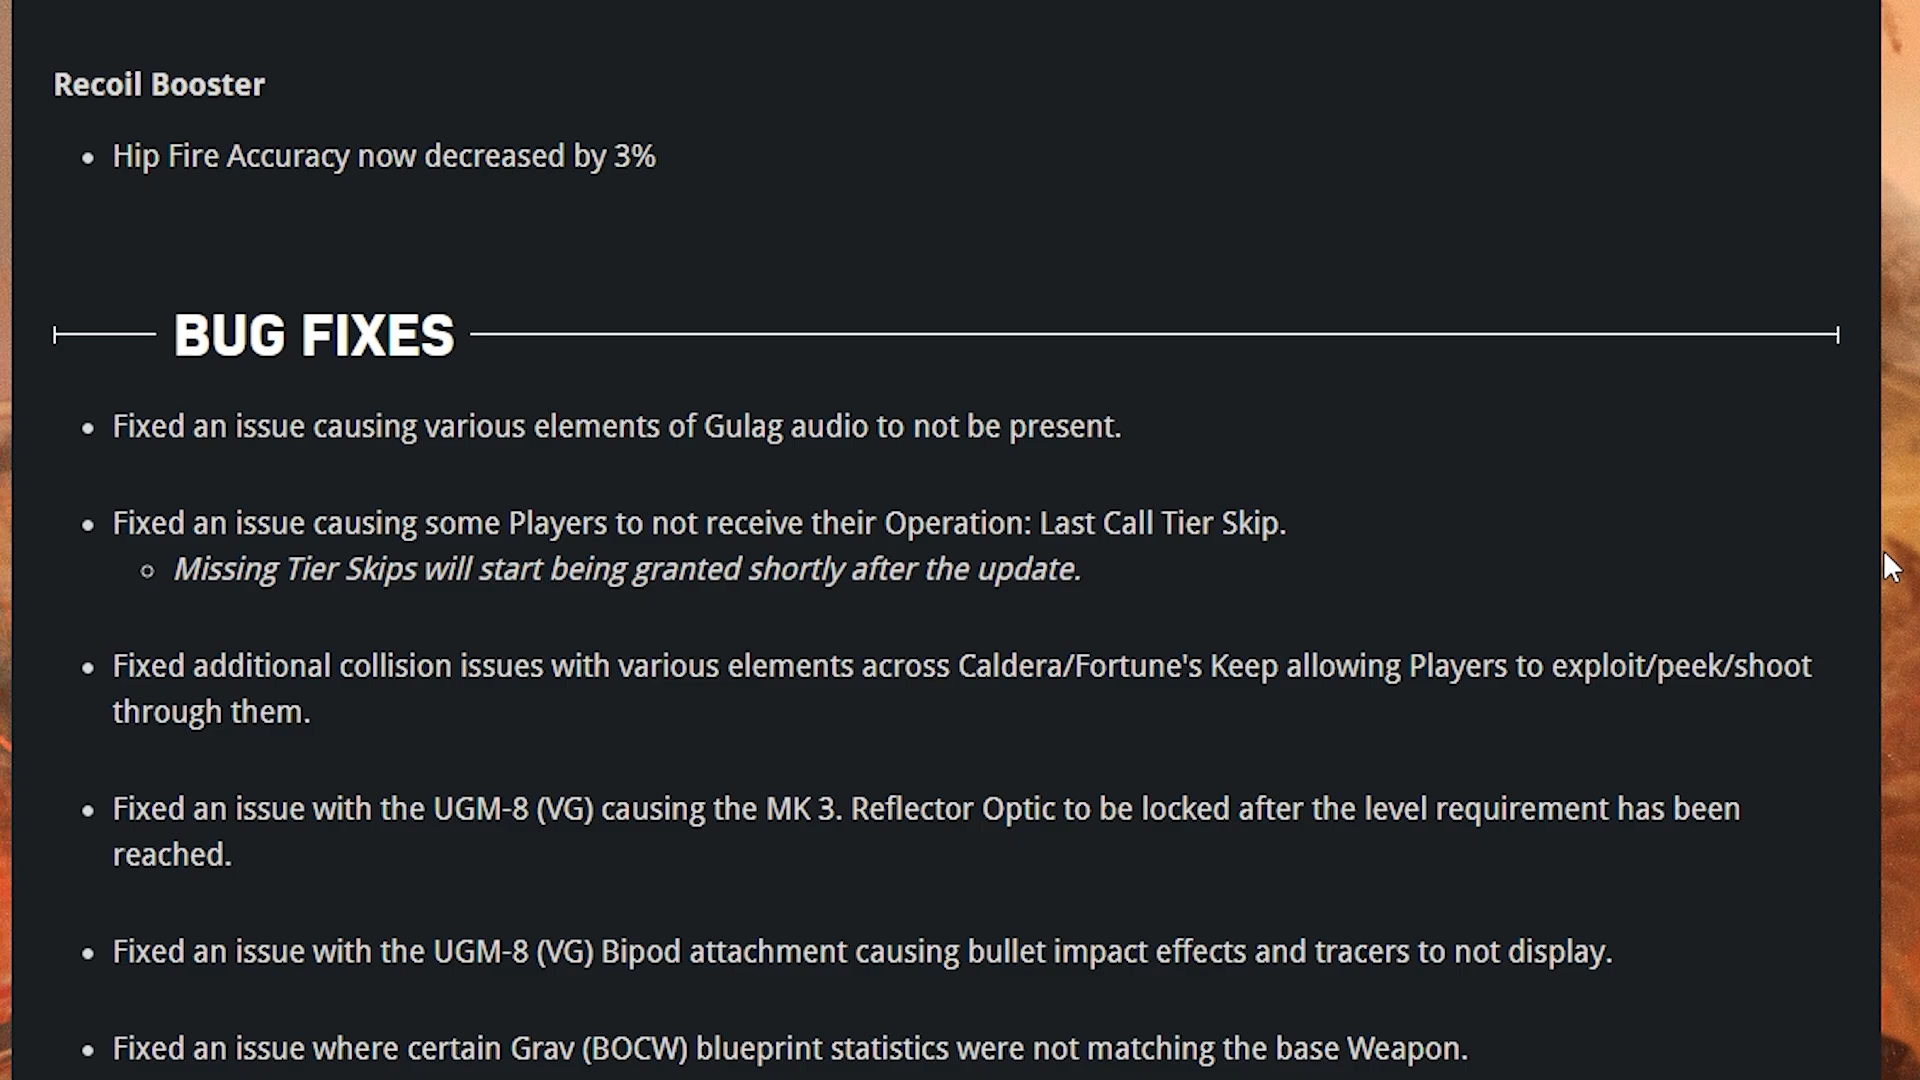 Recoil Booster
Hip Fire Accuracy now decreased by 3%
BUG FIXES
Fixed an issue causing various elements of Gulag audio to not be present.
Fixed an issue causing some Players to not receive their Operation: Last Call Tier Skip.
Missing Tier Skips will start being granted shortly after the update.
Fixed additional collision issues with various elements across Caldera/Fortune's Keep allowing Players to exploit/peek/shoot
through them.
Fixed an issue with the UGM-8 (VG) causing the MK 3. Reflector Optic to be locked after the level requirement has been
reached.
Fixed an issue with the UGM-8 (VG) Bipod attachment causing bullet impact effects and tracers to not display.
Fixed an issue where certain Grav (BOCW) blueprint statistics were not matching the base Weapon.